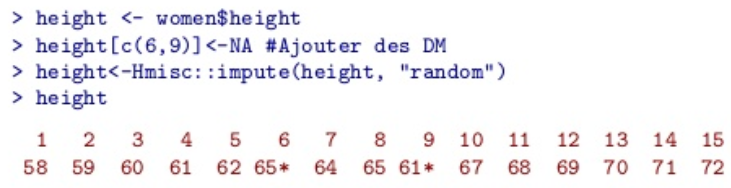 > height <- women$height
> height[c(6,9)]<-NA #Ajouter des DM
> height<-Hmisc::impute(height, "random")
> height
1 2 3 4 5 6 7 8 9 10 11 12 13 14 15
58 59 60 61 62 65* 64 65 61* 67 68 69 70 71 72